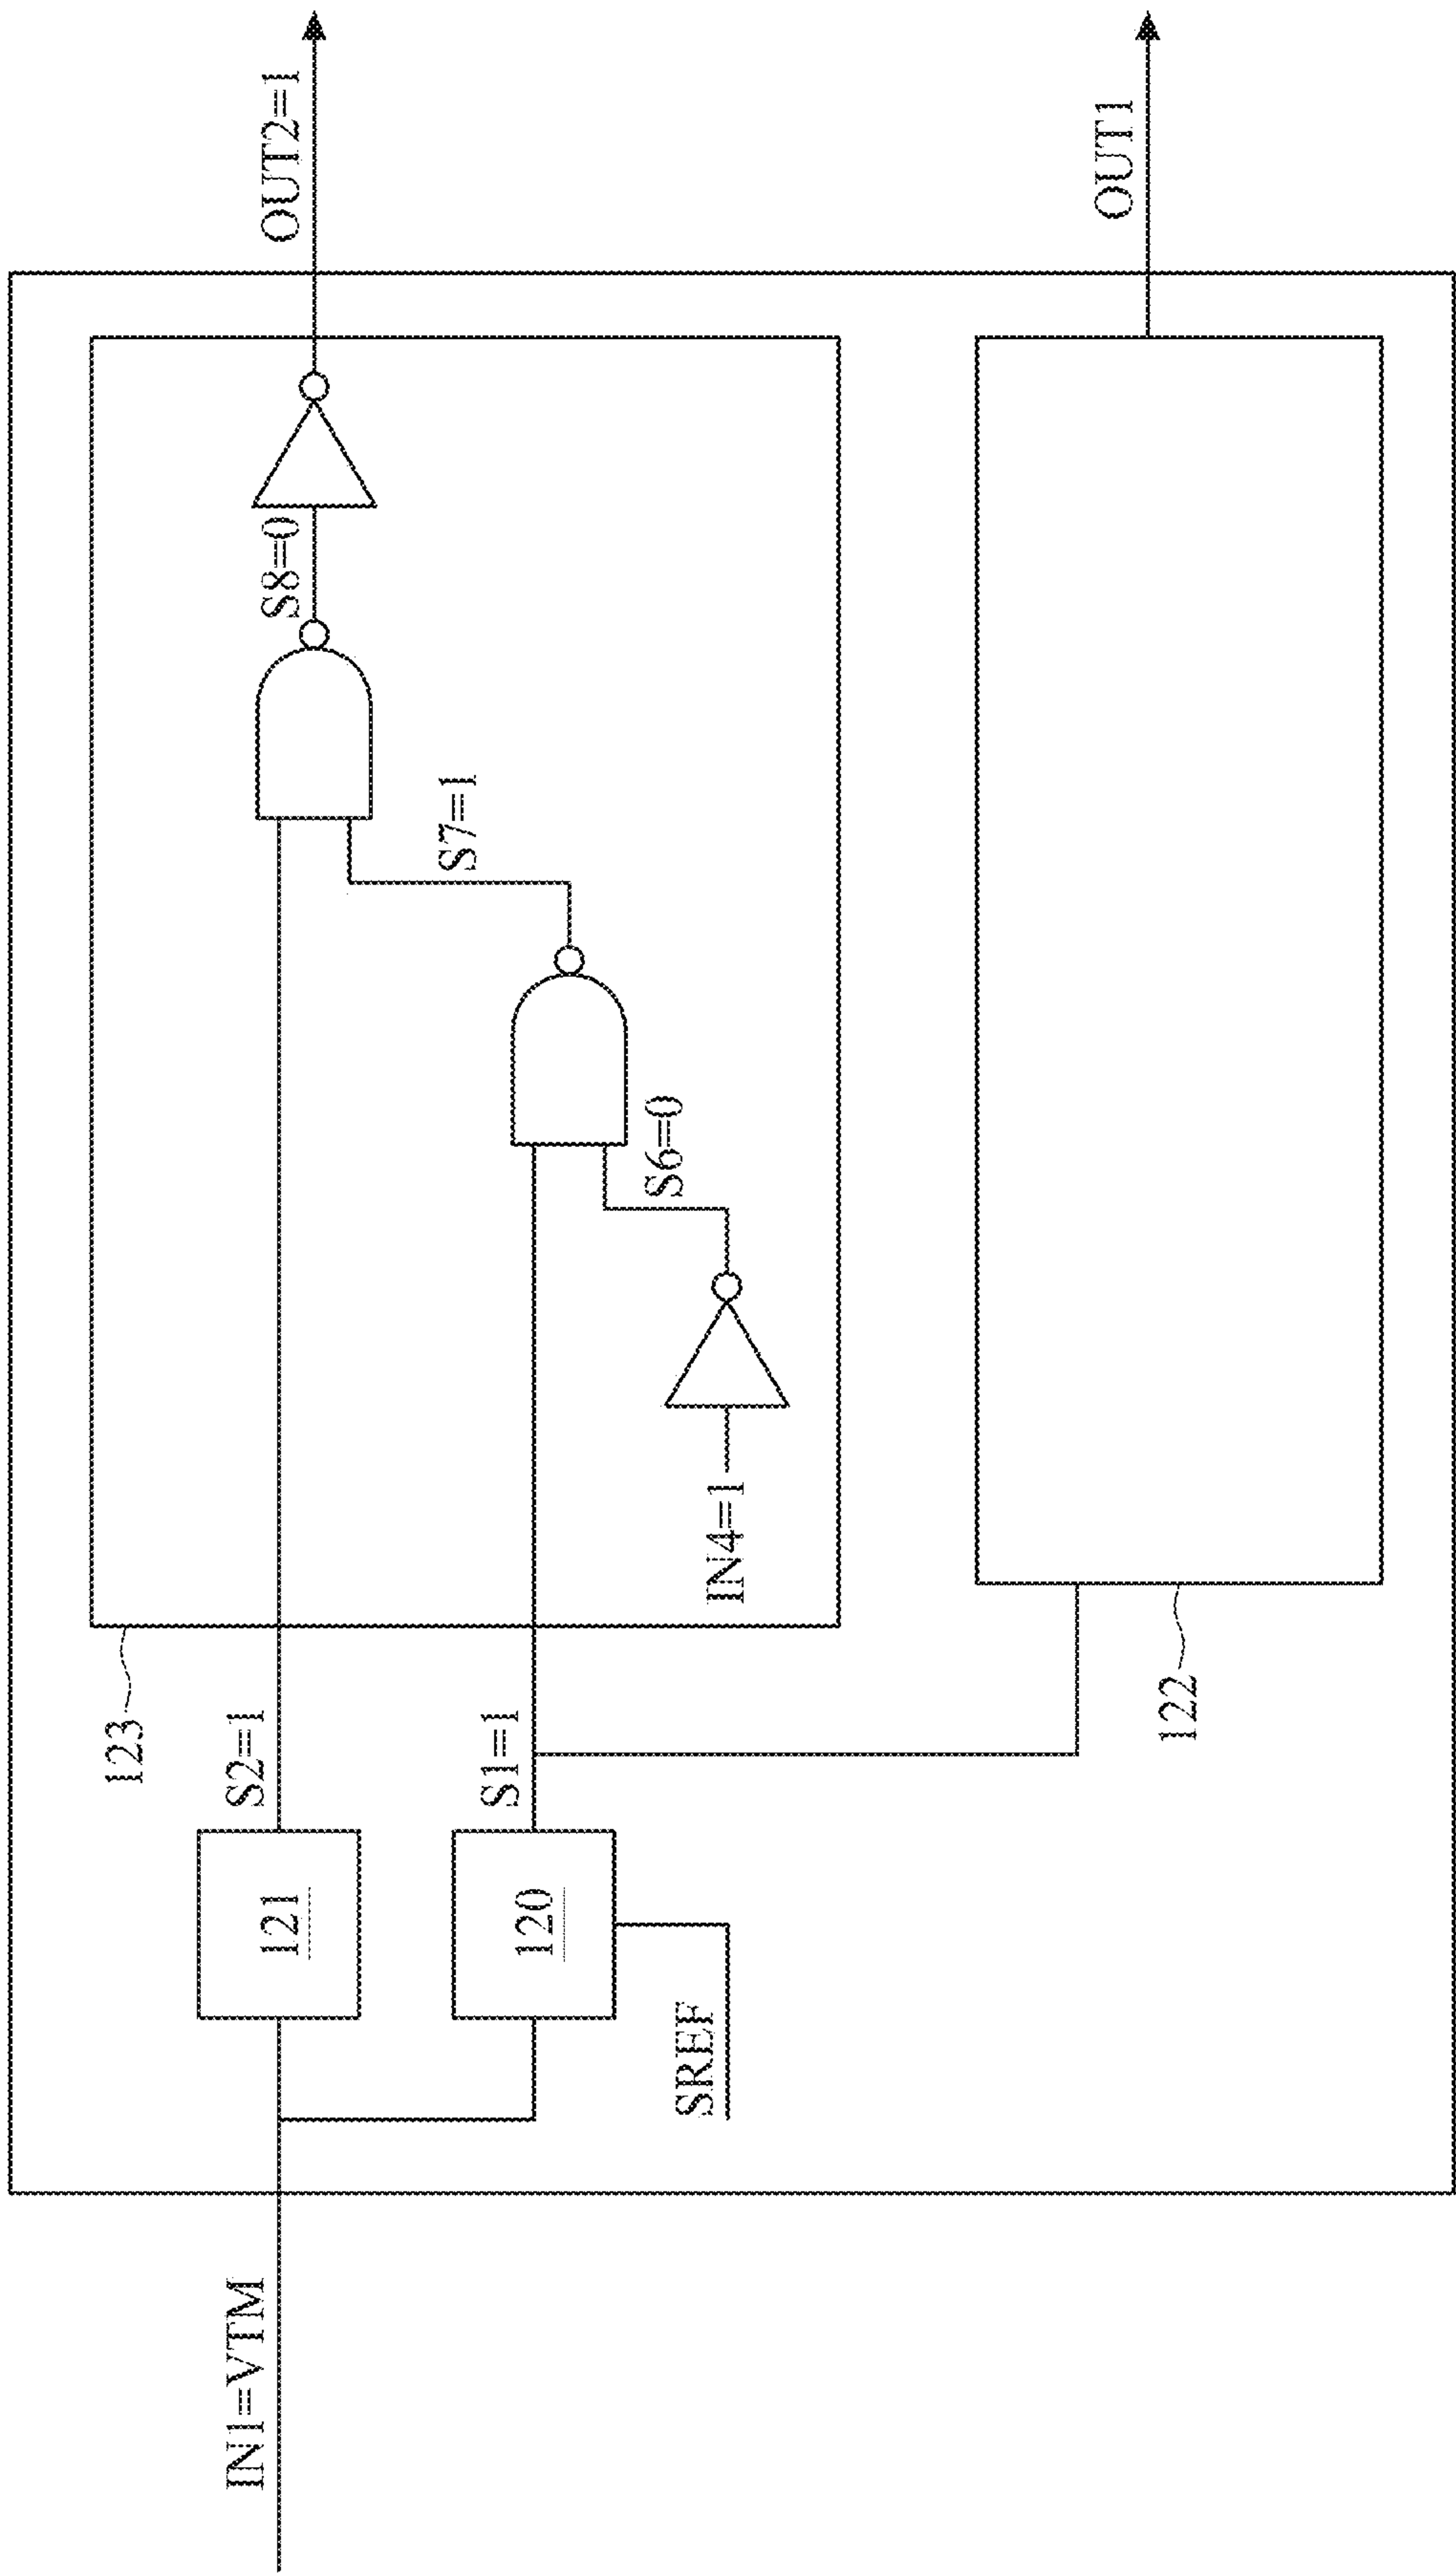 IN1=VTM
121
S2=1
123
S8=0
OUT2=1
120
SREF
S1=1
IN4=1
S6=0
S7=1
122
OUT1